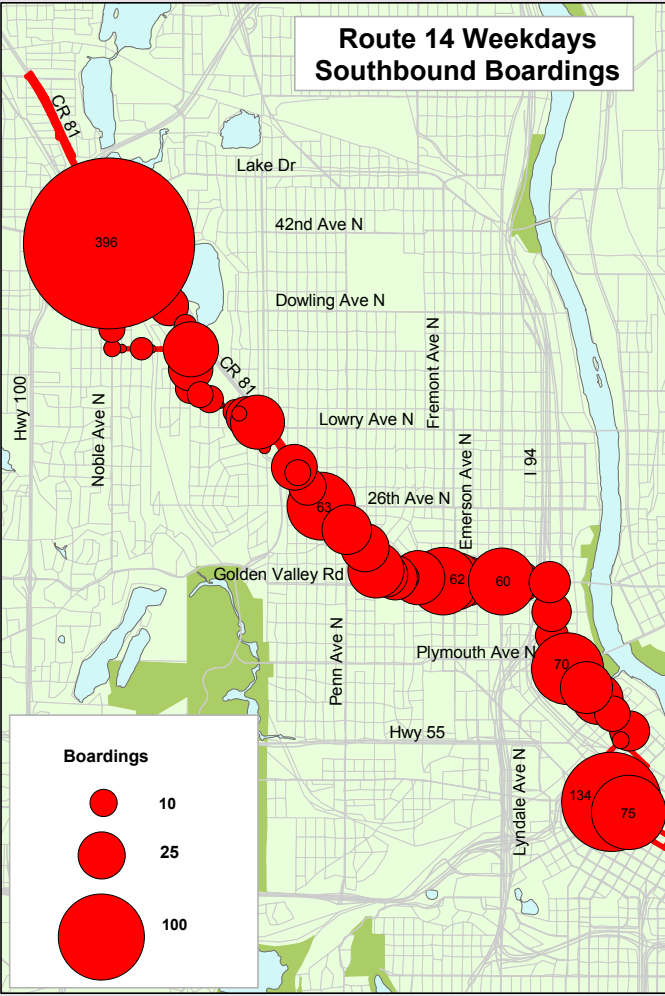 Route 14 Weekdays
Southbound Boardings
CR 81
Lake Dr
396
42nd Ave N
Dowling Ave N
Fremont Ave N
CR 81
Hwy 100
Noble Ave N
Lowry Ave N
Emerson Ave N
I 94
26th Ave N
63
Golden Valley Rd
62
60
Penn Ave N
Plymouth Ave N
70
Hwy 55
Lyndale Ave N
134
75
Boardings
10
25
100